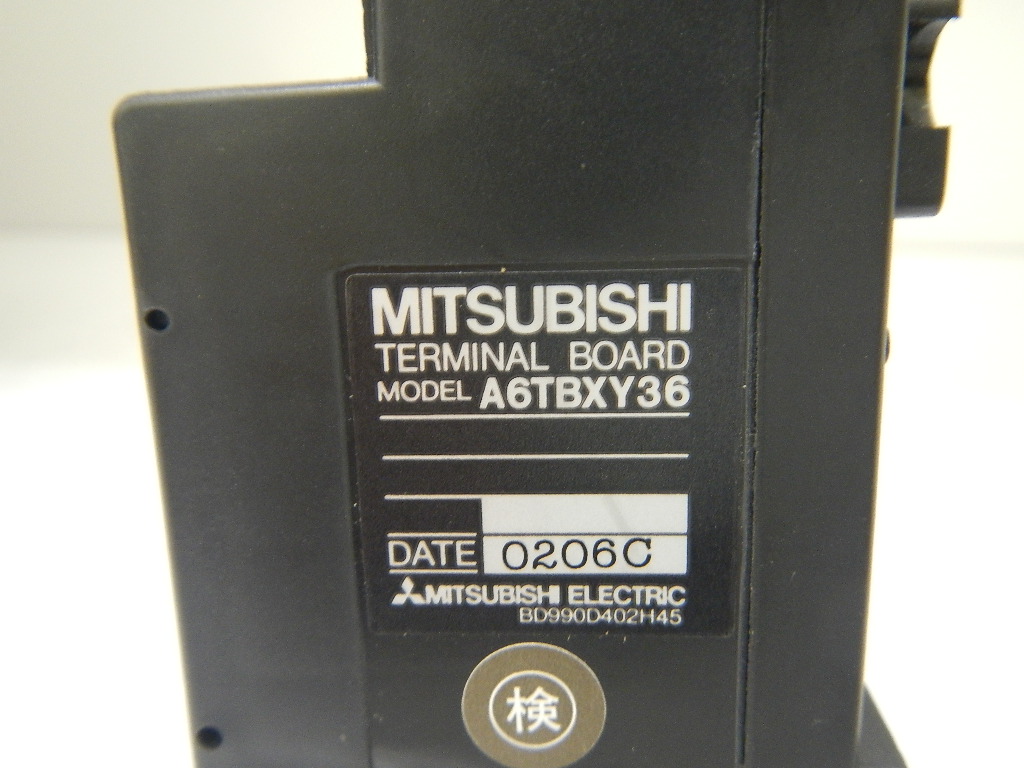 MITSUBISHI
TERMINAL BOARD
MODEL A6TBXY36
DATE 0206C
MITSUBISHI ELECTRIC
BD990D402H45
検